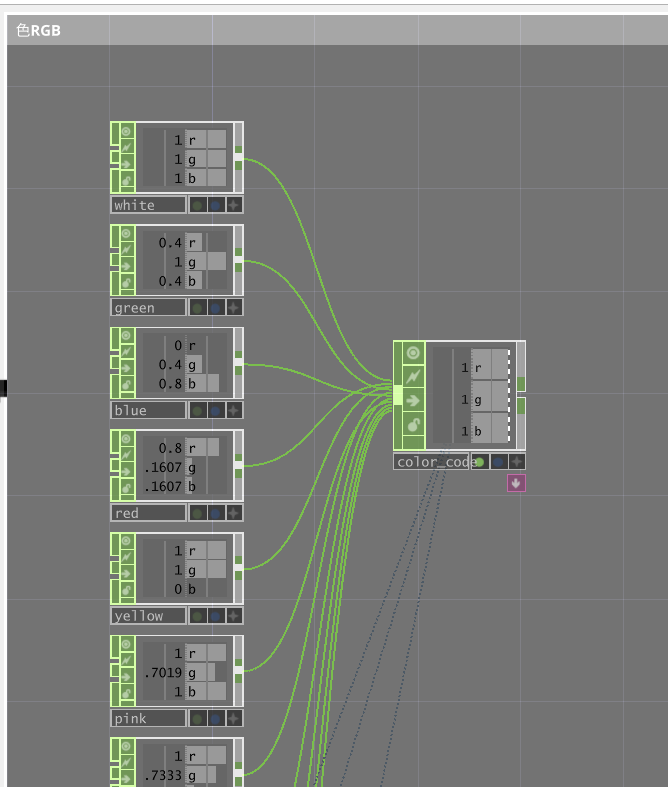 色RGB
1 r
1 g
1 b
white
0.4 r
1 g
0.4 b
green
0 r
0.4 g
0.8 b
blue
0.8 r
.1607 g
.1607 b
red
1 r
1 g
0 b
yellow
1 r
.7019 g
1 b
pink
1 r
.7333 g
1 r
1 g
1 b
color_code